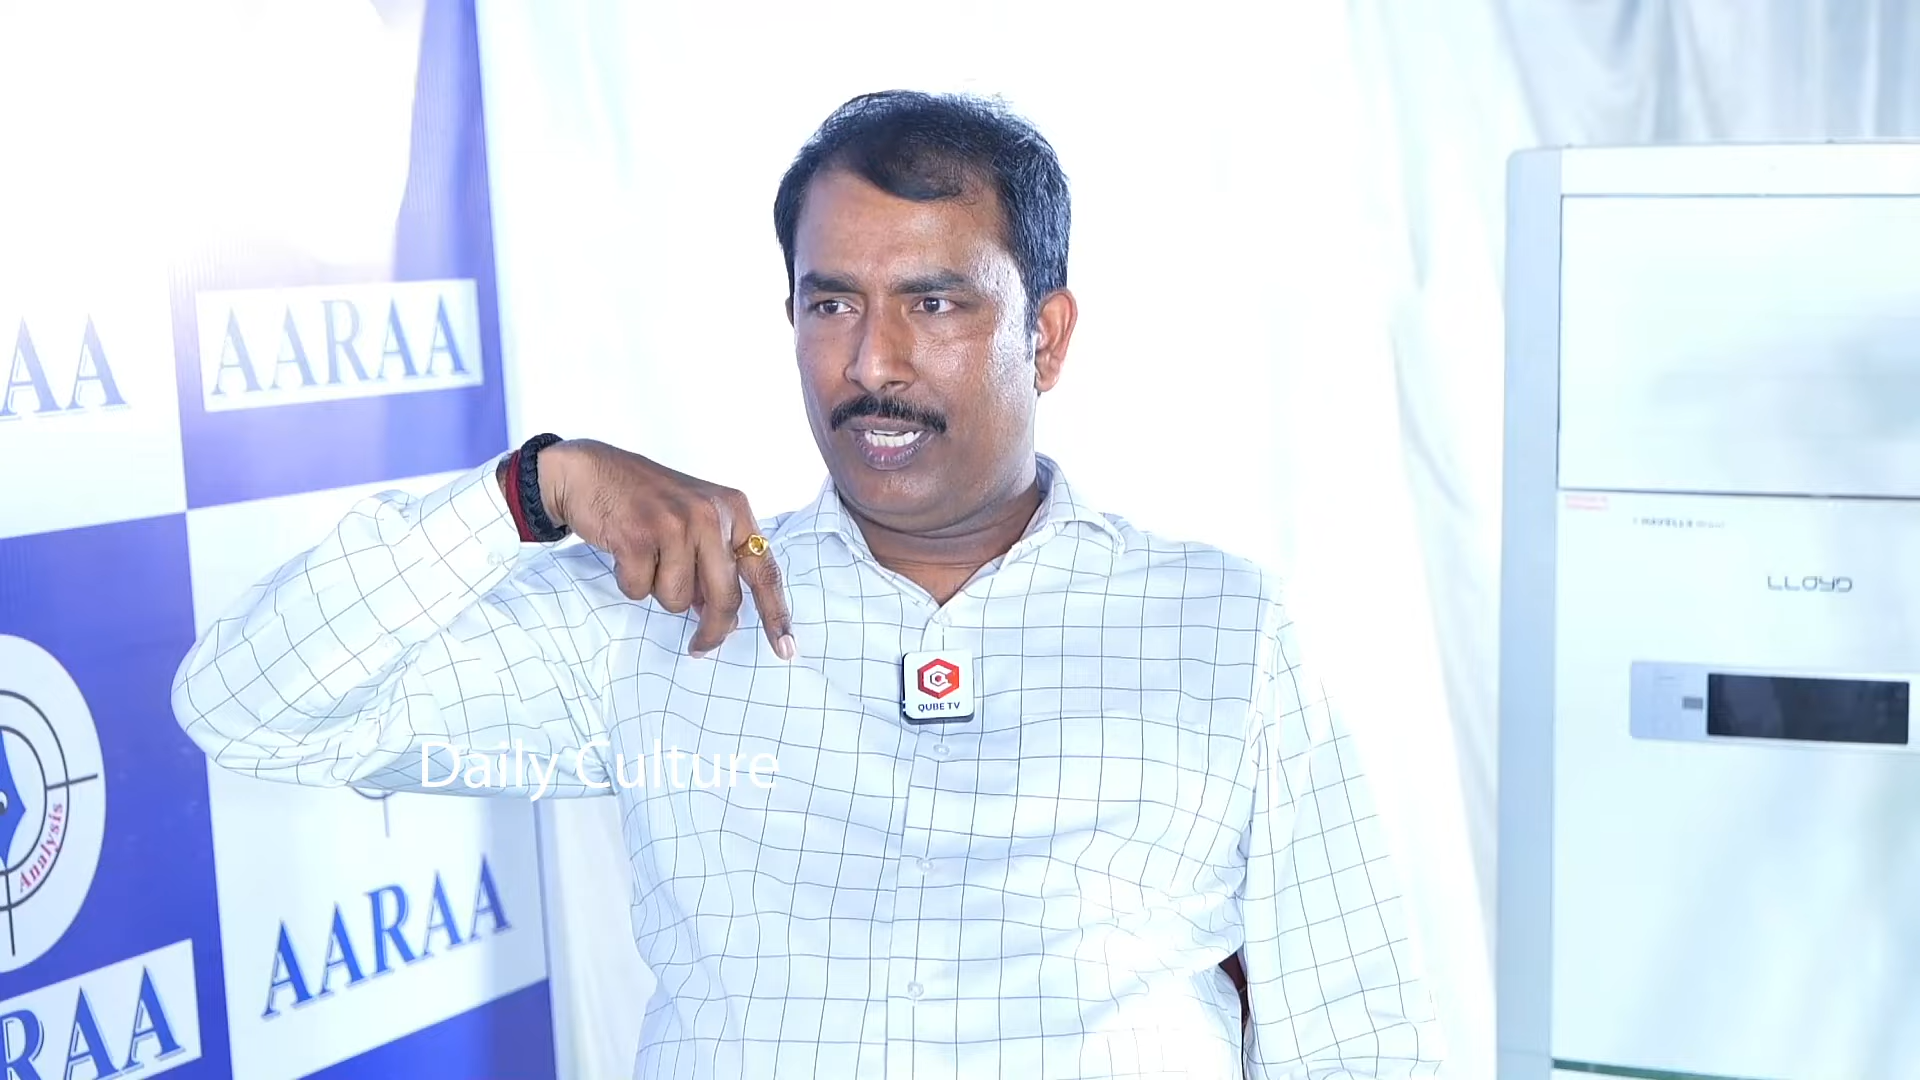 AA
AARAA
QUBE TV
LLOYD
Daily Culture
Analysis
AARAA
RAA